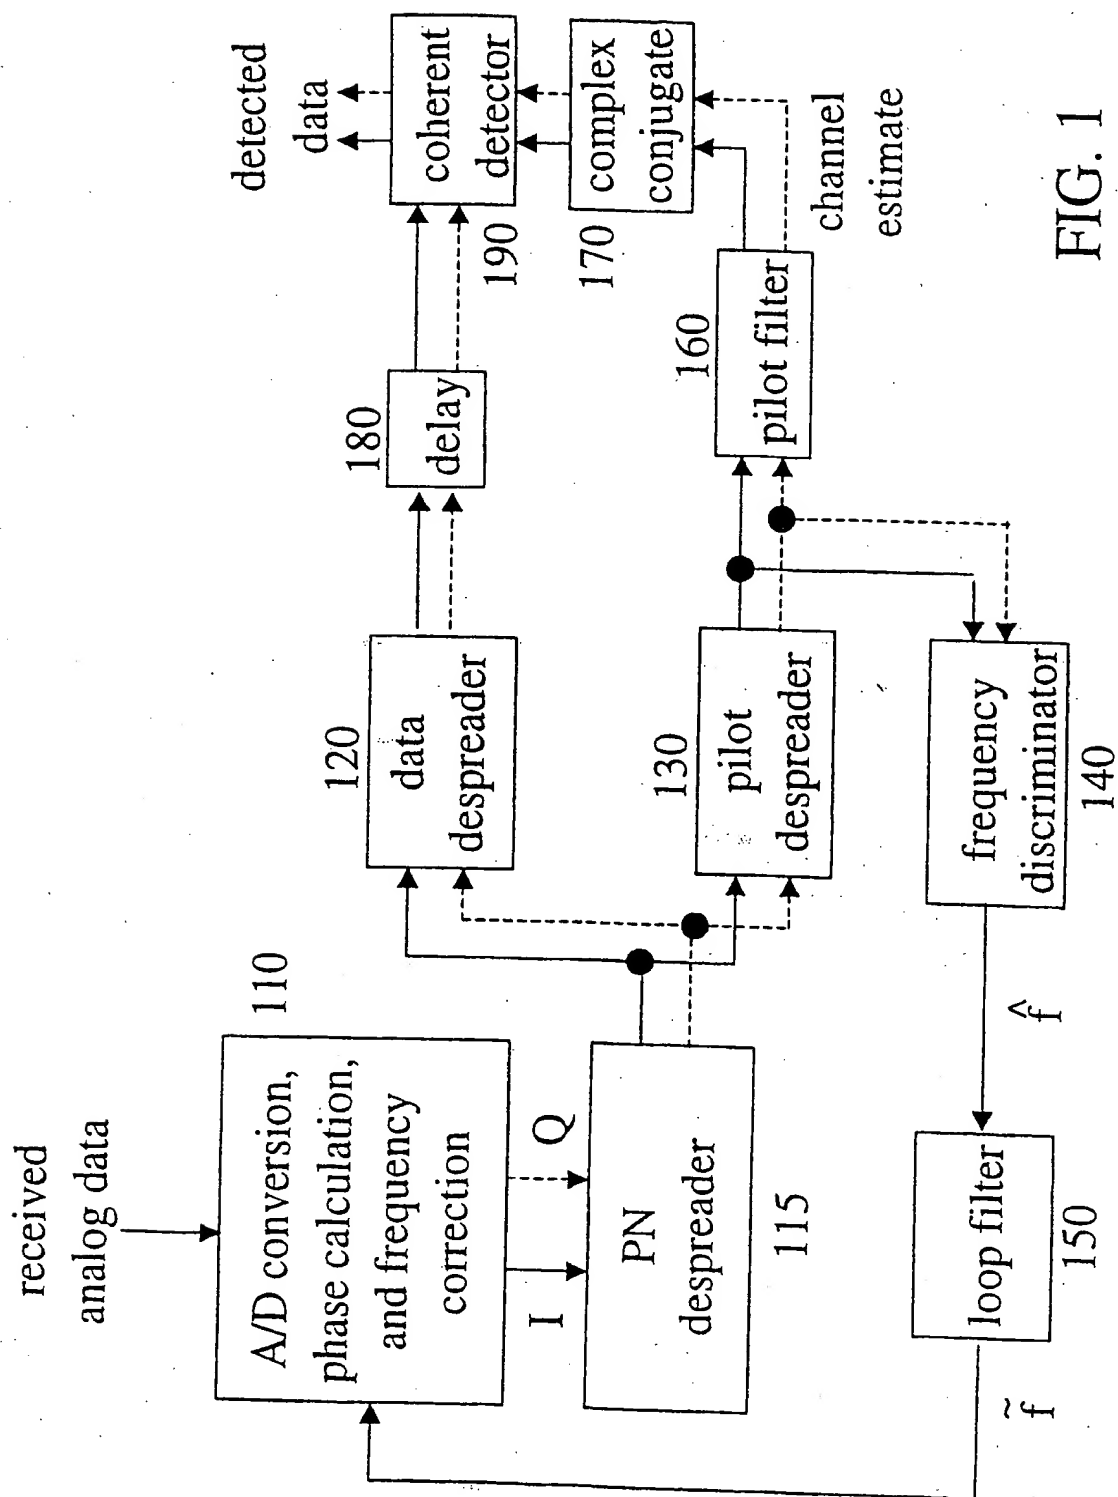 received
analog data
A/D conversion,
phase calculation,
and frequency
correction
110
I
Q
PN
despreader
115
120
data
despreader
130
pilot
despreader
180
delay
160
pilot filter
channel
estimate
complex
conjugate
170
coherent
detector
190
detected
data
frequency
discriminator
140
f̂
loop filter
150
f̃
FIG. 1